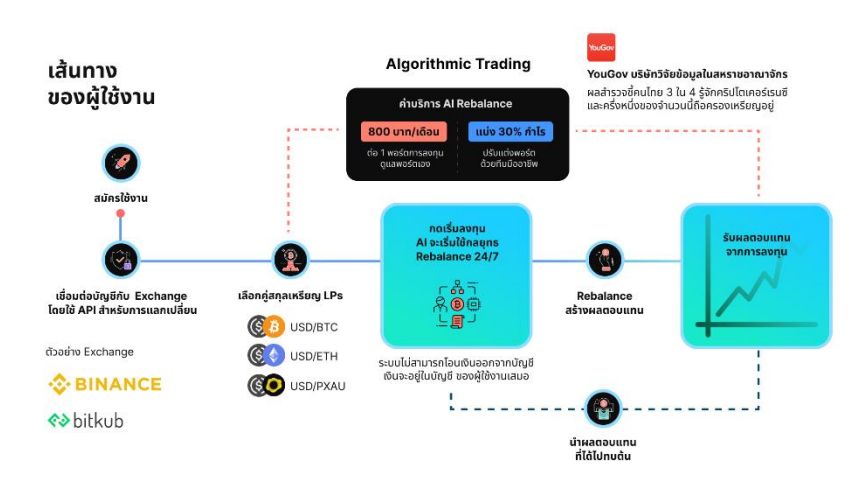 เส้นทาง
ของผู้ใช้งาน
Algorithmic Trading
ค่าบริการ AI Rebalance
800 บาท/เดือน
ต่อ 1 พอร์ตการลงทุน
ดูแลพอร์ตเอง
แบ่ง 30% กำไร
ปรับแต่งพอร์ต
ด้วยทีมมืออาชีพ
YouGov
YouGov บริษัทวิจัยข้อมูลในสหราชอาณาจักร
ผลสำรวจชี้คนไทย 3 ใน 4 รู้จักคริปโตเคอร์เรนซี
และครึ่งหนึ่งของจำนวนนี้ถือครองเหรียญอยู่
สมัครใช้งาน
เชื่อมต่อบัญชีกับ Exchange
โดยใช้ API สำหรับการแลกเปลี่ยน
ตัวอย่าง Exchange
BINANCE
bitkub
เลือกคู่สกุลเหรียญ LPs
USD/BTC
USD/ETH
USD/PXAU
กดเริ่มลงทุน
AI จะเริ่มใช้กลยุทธ
Rebalance 24/7
ระบบไม่สามารถโอนเงินออกจากบัญชี
เงินจะอยู่ในบัญชี ของผู้ใช้งานเสมอ
Rebalance
สร้างผลตอบแทน
รับผลตอบแทน
จากการลงทุน
นำผลตอบแทน
ที่ได้ไปทบต้น